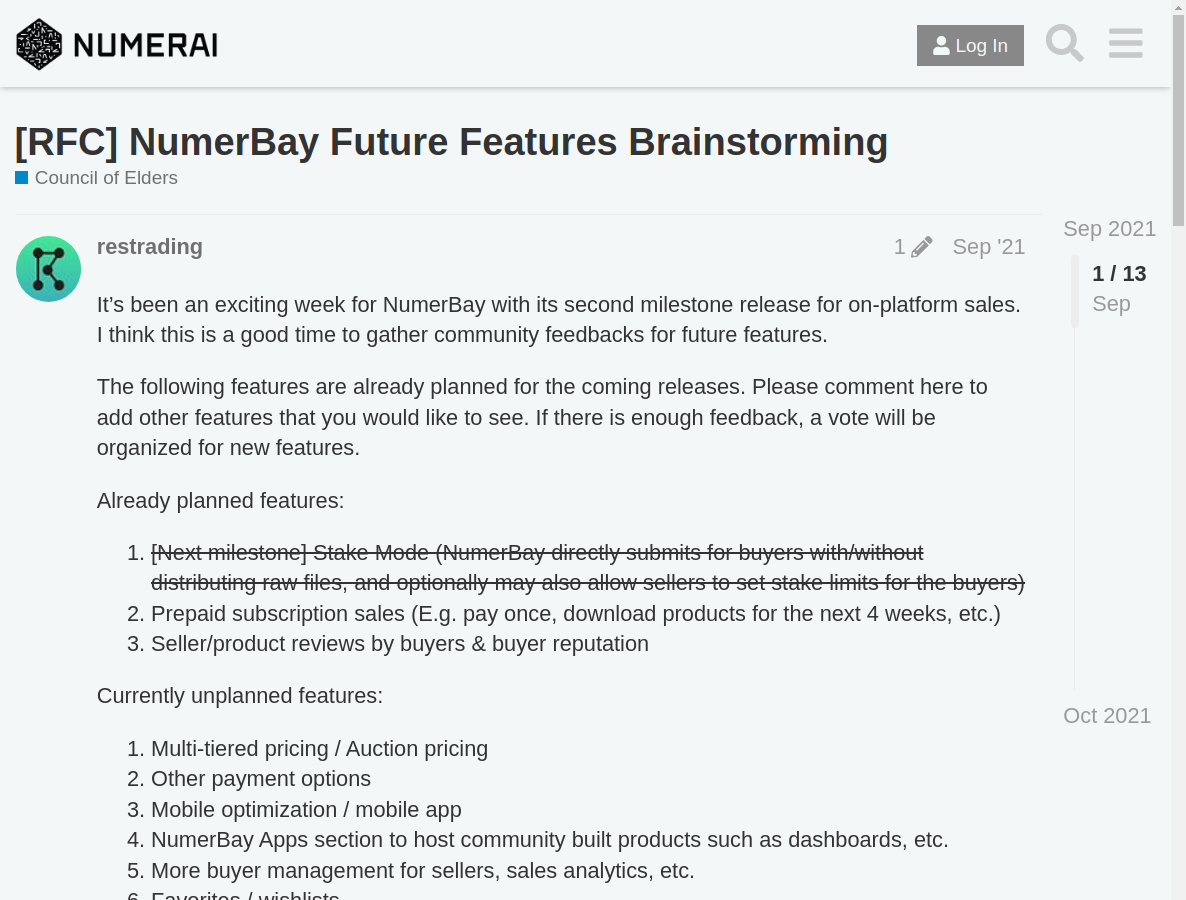 NUMERAI
Log In
[RFC] NumerBay Future Features Brainstorming
Council of Elders
restrading
1
Sep '21
It’s been an exciting week for NumerBay with its second milestone release for on-platform sales.
I think this is a good time to gather community feedbacks for future features.
The following features are already planned for the coming releases. Please comment here to
add other features that you would like to see. If there is enough feedback, a vote will be
organized for new features.
Already planned features:
1. [Next milestone] Stake Mode (NumerBay directly submits for buyers with/without
distributing raw files, and optionally may also allow sellers to set stake limits for the buyers)
2. Prepaid subscription sales (E.g. pay once, download products for the next 4 weeks, etc.)
3. Seller/product reviews by buyers & buyer reputation
Currently unplanned features:
1. Multi-tiered pricing / Auction pricing
2. Other payment options
3. Mobile optimization / mobile app
4. NumerBay Apps section to host community built products such as dashboards, etc.
5. More buyer management for sellers, sales analytics, etc.
6. Favorites / wishlists
Sep 2021
1 / 13
Sep
Oct 2021